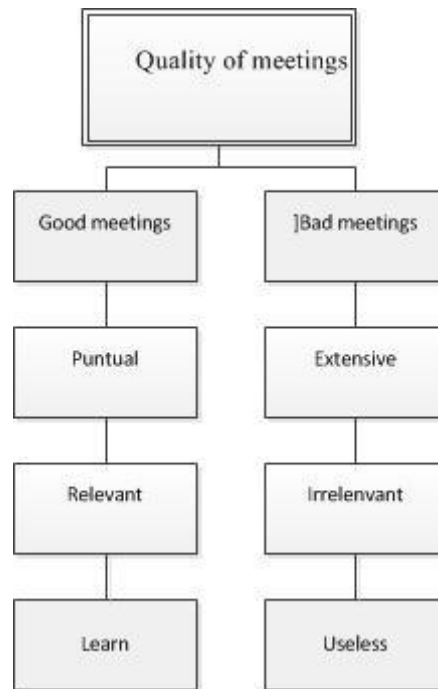 Quality of meetings
Good meetings
]Bad meetings
Puntual
Extensive
Relevant
Irrelenvant
Learn
Useless